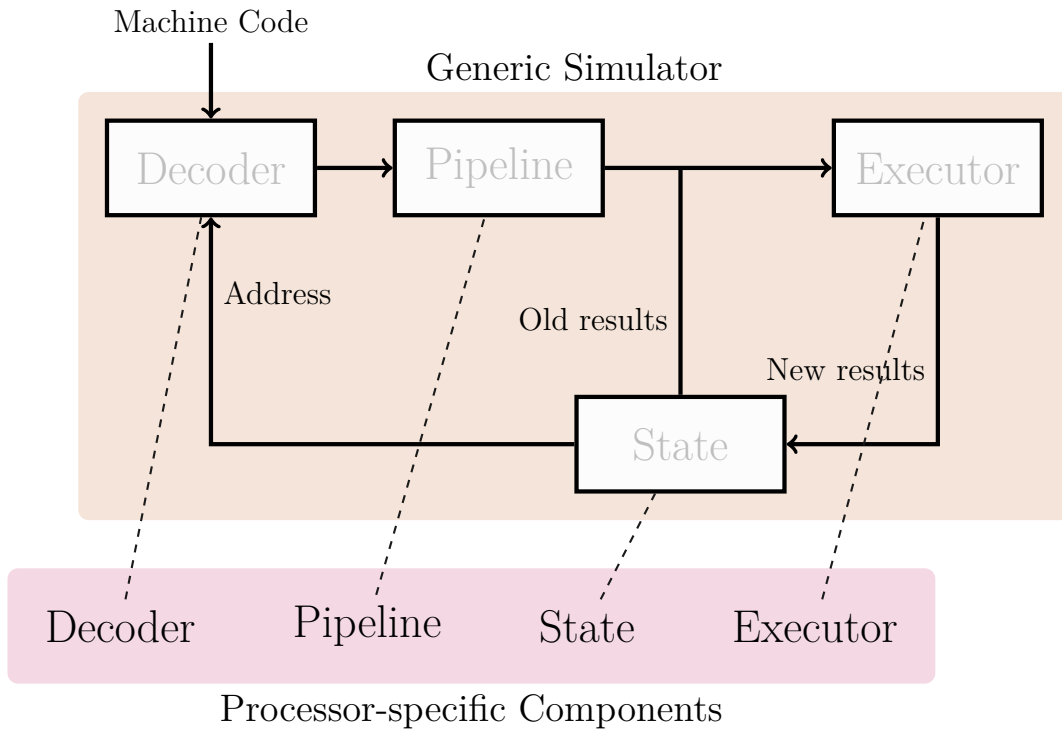 Machine Code
Generic Simulator
Decoder
Pipeline
Executor
Address
Old results
New results
State
Decoder
Pipeline
State
Executor
Processor-specific Components